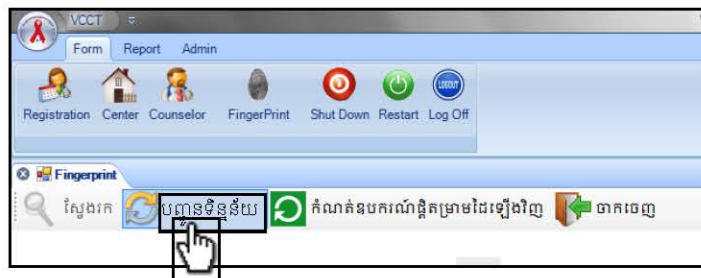 VCCT
Form Report Admin
Registration Center Counselor FingerPrint Shut Down Restart LOGOUT Log Off
Fingerprint
ស្វែងរក បញ្ជូនទិន្នន័យ កំណត់ឧបករណ៍ផ្តិតម្រាមដៃឡើងវិញ ចាកចេញ